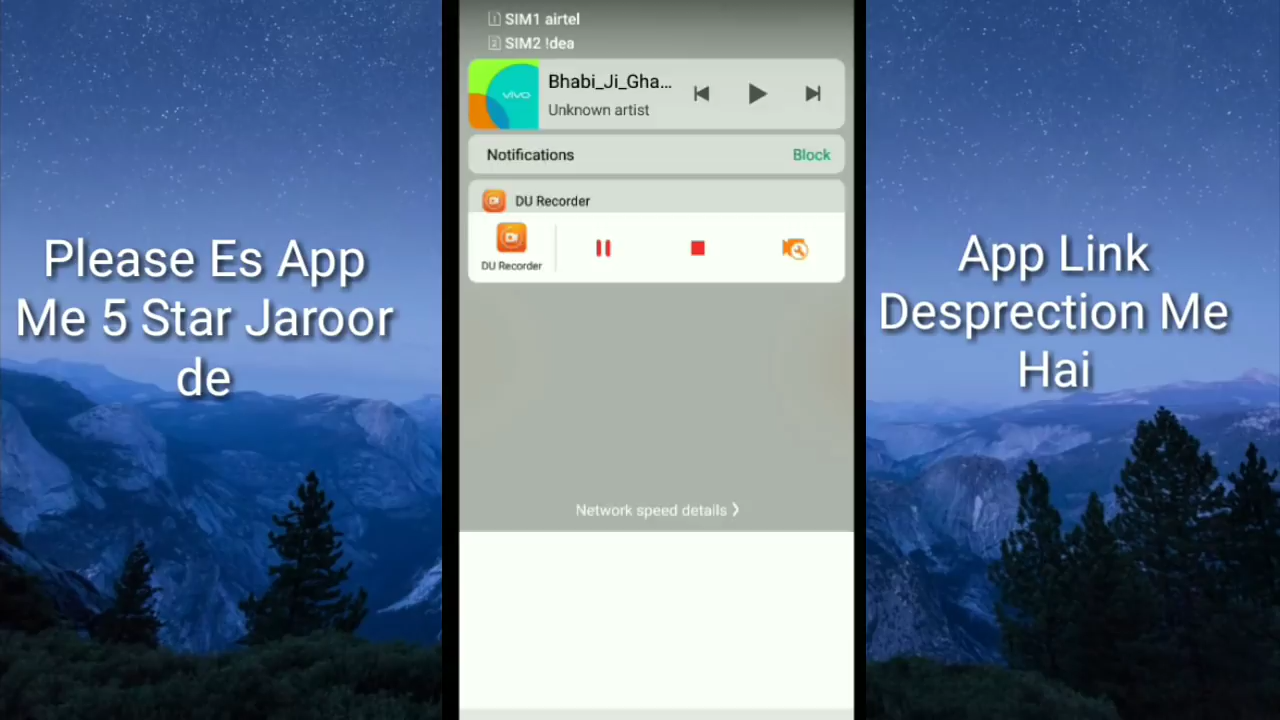 Please Es App
Me 5 Star Jaroor
de
SIM1 airtel
SIM2 !dea
vivo
Bhabi_Ji_Gha...
Unknown artist
Notifications
Block
DU Recorder
DU Recorder
Network speed details ❯
App Link
Desprection Me
Hai